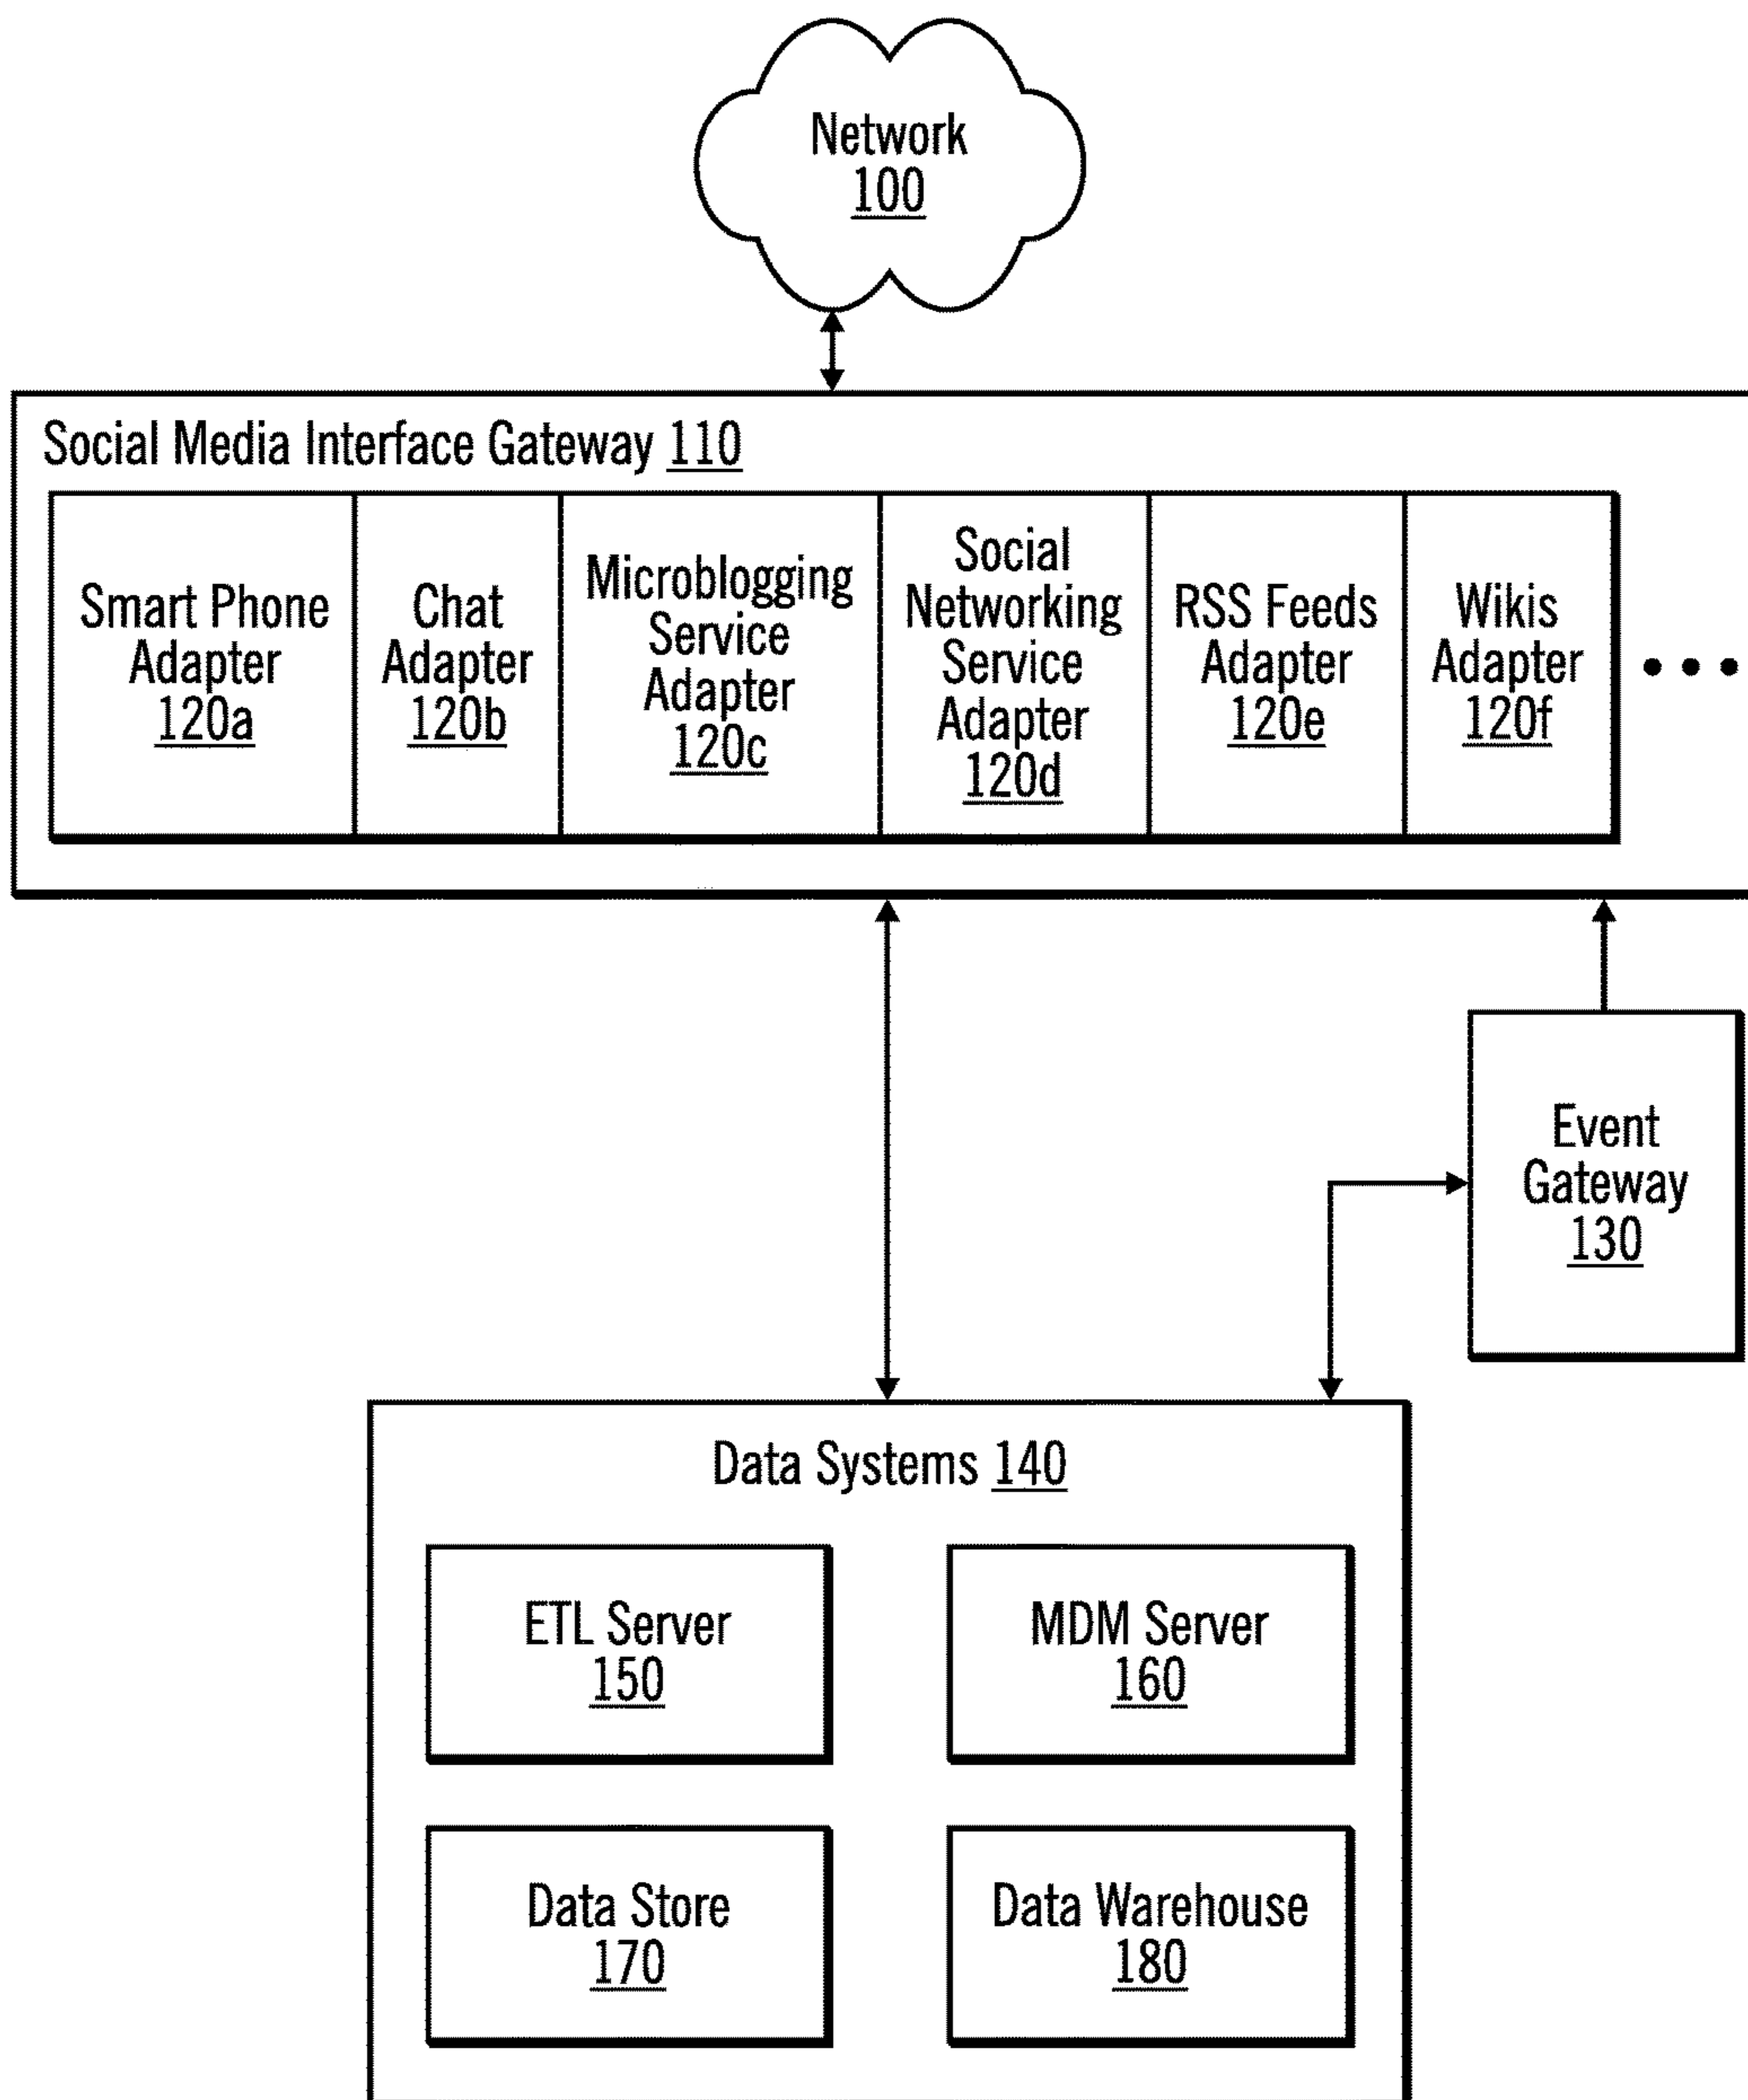 Network
100
Social Media Interface Gateway 110
Smart Phone
Adapter
120a
Chat
Adapter
120b
Microblogging
Service
Adapter
120c
Social
Networking
Service
Adapter
120d
RSS Feeds
Adapter
120e
Wikis
Adapter
120f
Event
Gateway
130
Data Systems 140
ETL Server
150
MDM Server
160
Data Store
170
Data Warehouse
180